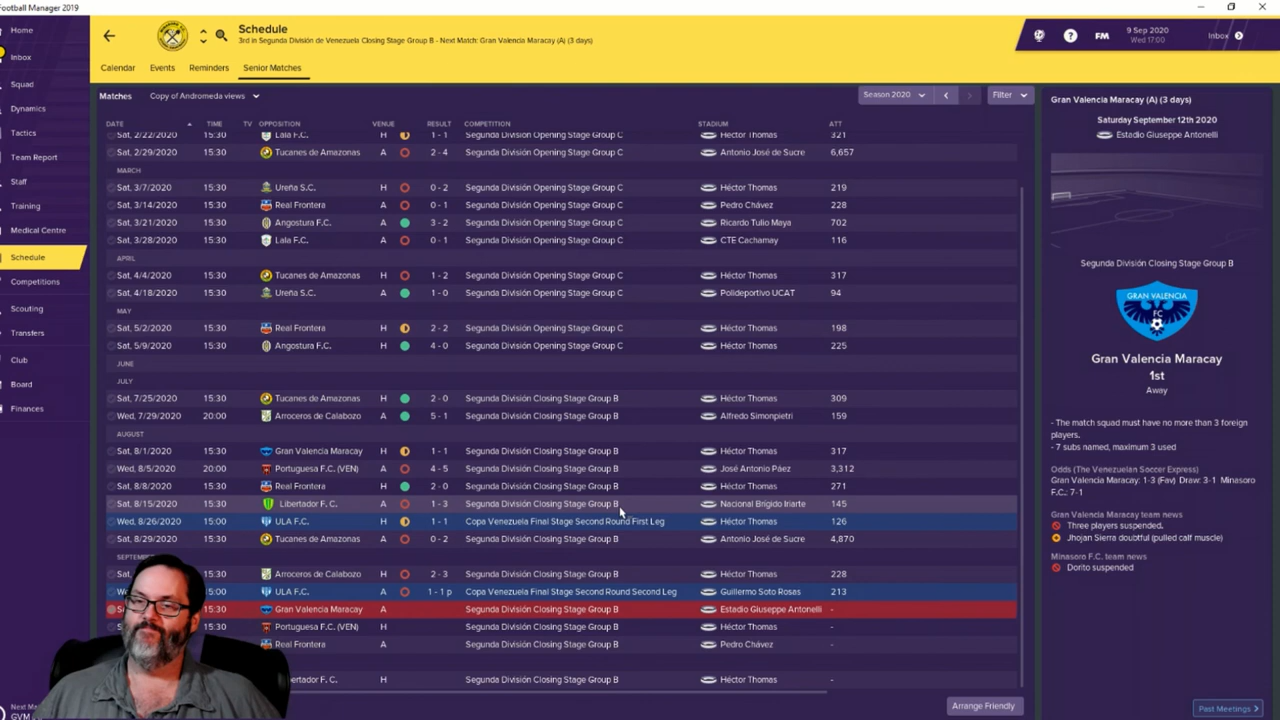 Football Manager 2019
Home
Inbox
Squad
Dynamics
Tactics
Team Report
Staff
Training
Medical Centre
Schedule
Competitions
Scouting
Transfers
Club
Board
Finances
Schedule
3rd in Segunda División de Venezuela Closing Stage Group B - Next Match: Gran Valencia Maracay (A) (3 days)
FM
9 Sep 2020
Wed 17:00
Inbox
Calendar Events Reminders Senior Matches
Matches Copy of Andromeda views
Season 2020 Filter
DATE TIME TV OPPOSITION VENUE RESULT COMPETITION STADIUM ATT
Sat, 2/22/2020 15:30 Lala F.C. H 1 - 1 Segunda División Opening Stage Group C Héctor Thomas 321
Sat, 2/29/2020 15:30 Tucanes de Amazonas A 2 - 4 Segunda División Opening Stage Group C Antonio José de Sucre 6,657
MARCH
Sat, 3/7/2020 15:30 Ureña S.C. H 0 - 2 Segunda División Opening Stage Group C Héctor Thomas 219
Sat, 3/14/2020 15:30 Real Frontera A 0 - 1 Segunda División Opening Stage Group C Pedro Chávez 228
Sat, 3/21/2020 15:30 Angostura F.C. A 3 - 2 Segunda División Opening Stage Group C Ricardo Tulio Maya 702
Sat, 3/28/2020 15:30 Lala F.C. A 0 - 1 Segunda División Opening Stage Group C CTE Cachamay 116
APRIL
Sat, 4/4/2020 15:30 Tucanes de Amazonas H 1 - 2 Segunda División Opening Stage Group C Héctor Thomas 317
Sat, 4/18/2020 15:30 Ureña S.C. A 1 - 0 Segunda División Opening Stage Group C Polideportivo UCAT 94
MAY
Sat, 5/2/2020 15:30 Real Frontera H 2 - 2 Segunda División Opening Stage Group C Héctor Thomas 198
Sat, 5/9/2020 15:30 Angostura F.C. H 4 - 0 Segunda División Opening Stage Group C Héctor Thomas 225
JUNE
JULY
Sat, 7/25/2020 15:30 Tucanes de Amazonas H 2 - 0 Segunda División Closing Stage Group B Héctor Thomas 309
Wed, 7/29/2020 20:00 Arroceros de Calabozo A 5 - 1 Segunda División Closing Stage Group B Alfredo Simonpietri 159
AUGUST
Sat, 8/1/2020 15:30 Gran Valencia Maracay H 1 - 1 Segunda División Closing Stage Group B Héctor Thomas 317
Wed, 8/5/2020 20:00 Portuguesa F.C. (VEN) A 4 - 5 Segunda División Closing Stage Group B José Antonio Páez 3,312
Sat, 8/8/2020 15:30 Real Frontera H 2 - 0 Segunda División Closing Stage Group B Héctor Thomas 271
Sat, 8/15/2020 15:30 Libertador F. C. A 1 - 3 Segunda División Closing Stage Group B Nacional Brígido Iriarte 145
Wed, 8/26/2020 15:00 ULA F.C. H 1 - 1 Copa Venezuela Final Stage Second Round First Leg Héctor Thomas 126
Sat, 8/29/2020 15:30 Tucanes de Amazonas A 0 - 2 Segunda División Closing Stage Group B Antonio José de Sucre 4,870
Sat, 15:30 Arroceros de Calabozo H 2 - 3 Segunda División Closing Stage Group B Héctor Thomas 228
15:00 ULA F.C. A 1 - 1 p Copa Venezuela Final Stage Second Round Second Leg Guillermo Soto Rosas 213
15:30 Gran Valencia Maracay A Segunda División Closing Stage Group B Estadio Giuseppe Antonelli -
15:30 Portuguesa F.C. (VEN) H Segunda División Closing Stage Group B Héctor Thomas -
Real Frontera A Segunda División Closing Stage Group B Pedro Chávez -
F. C. H Segunda División Closing Stage Group B Héctor Thomas -
Arrange Friendly
Gran Valencia Maracay (A) (3 days)
Saturday September 12th 2020
Estadio Giuseppe Antonelli
Segunda División Closing Stage Group B
GRAN VALENCIA
FC
Gran Valencia Maracay
1st
Away
- The match squad must have no more than 3 foreign
players.
- 7 subs named, maximum 3 used
Odds (The Venezuelan Soccer Express)
Gran Valencia Maracay: 1-3 (Fav) Draw: 3-1 Minasoro
F.C.: 7-1
Gran Valencia Maracay team news
Three players suspended.
Jhojan Sierra doubtful (pulled calf muscle)
Minasoro F.C. team news
Dorito suspended
Past Meetings